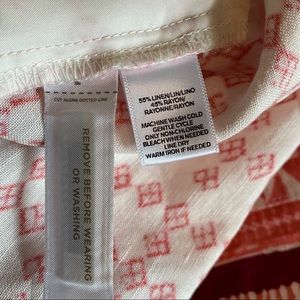 CUT ALONG DOTTED LINE
REMOVE BEFORE WEARING
OR WASHING
55% LINEN/LIN/LINO
45% RAYON/
RAYONNE/RAYÓN
MACHINE WASH COLD
GENTLE CYCLE
ONLY NON-CHLORINE
BLEACH WHEN NEEDED
LINE DRY
WARM IRON IF NEEDED